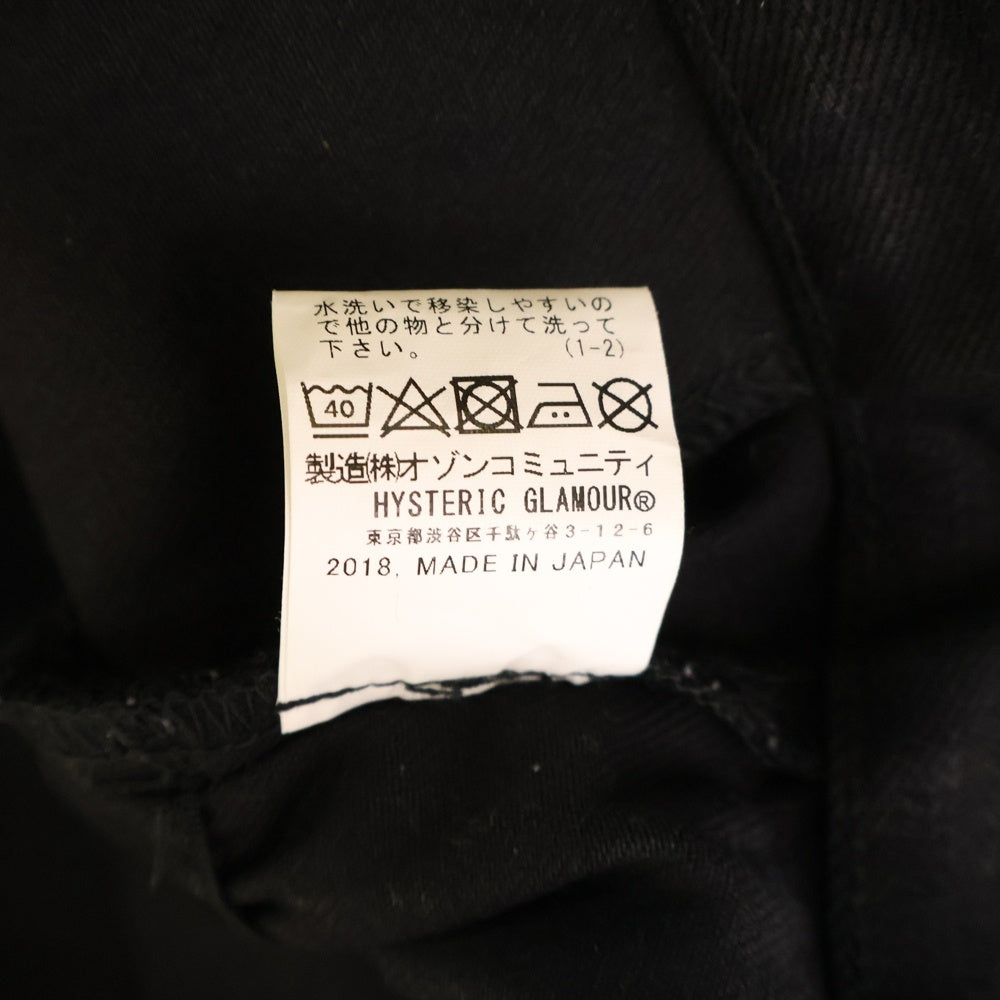 水洗いで移染しやすいの
で他の物と分けて洗って
下さい。 (1-2)
40
製造㈱オゾンコミュニティ
HYSTERIC GLAMOUR®
東京都渋谷区千駄ヶ谷3-12-6
2018, MADE IN JAPAN